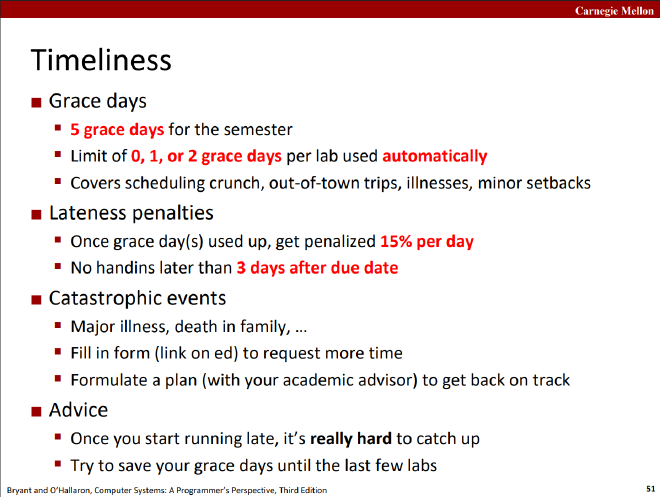 Carnegie Mellon
Timeliness
Grace days
5 grace days for the semester
Limit of 0, 1, or 2 grace days per lab used automatically
Covers scheduling crunch, out-of-town trips, illnesses, minor setbacks
Lateness penalties
Once grace day(s) used up, get penalized 15% per day
No handins later than 3 days after due date
Catastrophic events
Major illness, death in family, …
Fill in form (link on ed) to request more time
Formulate a plan (with your academic advisor) to get back on track
Advice
Once you start running late, it’s really hard to catch up
Try to save your grace days until the last few labs
Bryant and O’Hallaron, Computer Systems: A Programmer’s Perspective, Third Edition
51